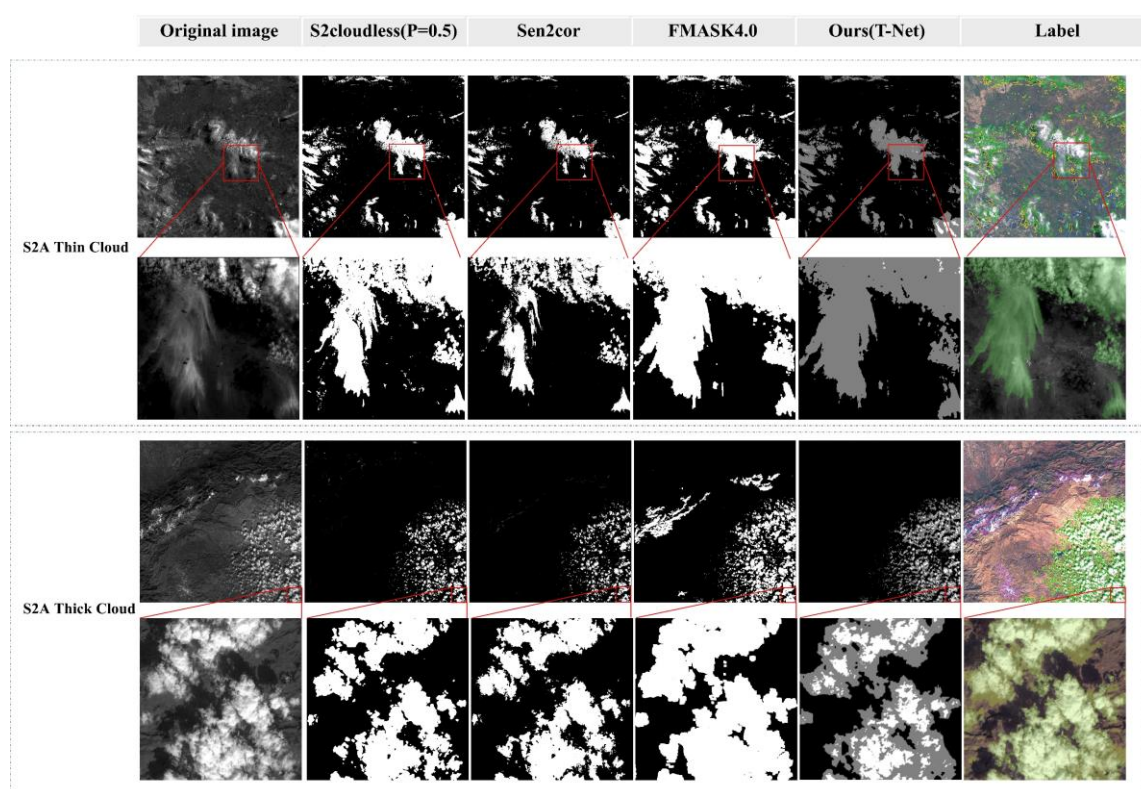 Original image
S2cloudless(P=0.5)
Sen2cor
FMASK4.0
Ours(T-Net)
Label
S2A Thin Cloud
S2A Thick Cloud